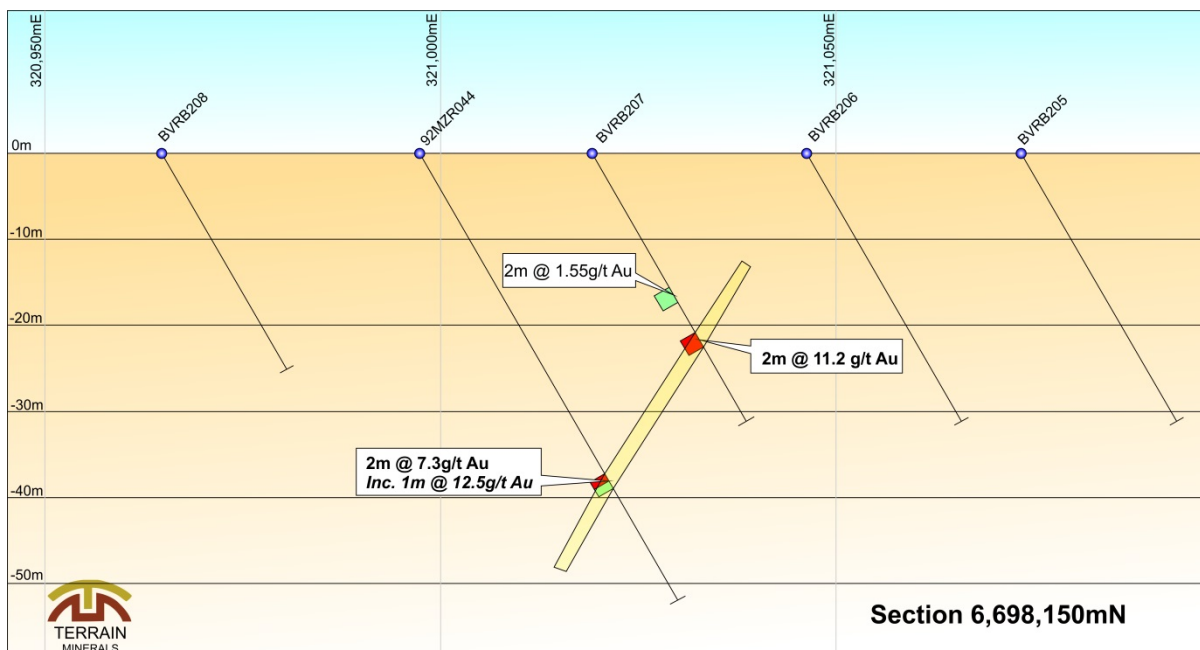 320,950mE
321,000mE
321,050mE
BVRB208
92MZR044
BVRB207
BVRB206
BVRB205
0m
-10m
2m @ 1.55g/t Au
-20m
2m @ 11.2 g/t Au
-30m
2m @ 7.3g/t Au
Inc. 1m @ 12.5g/t Au
-40m
-50m
TERRAIN
MINERALS
Section 6,698,150mN